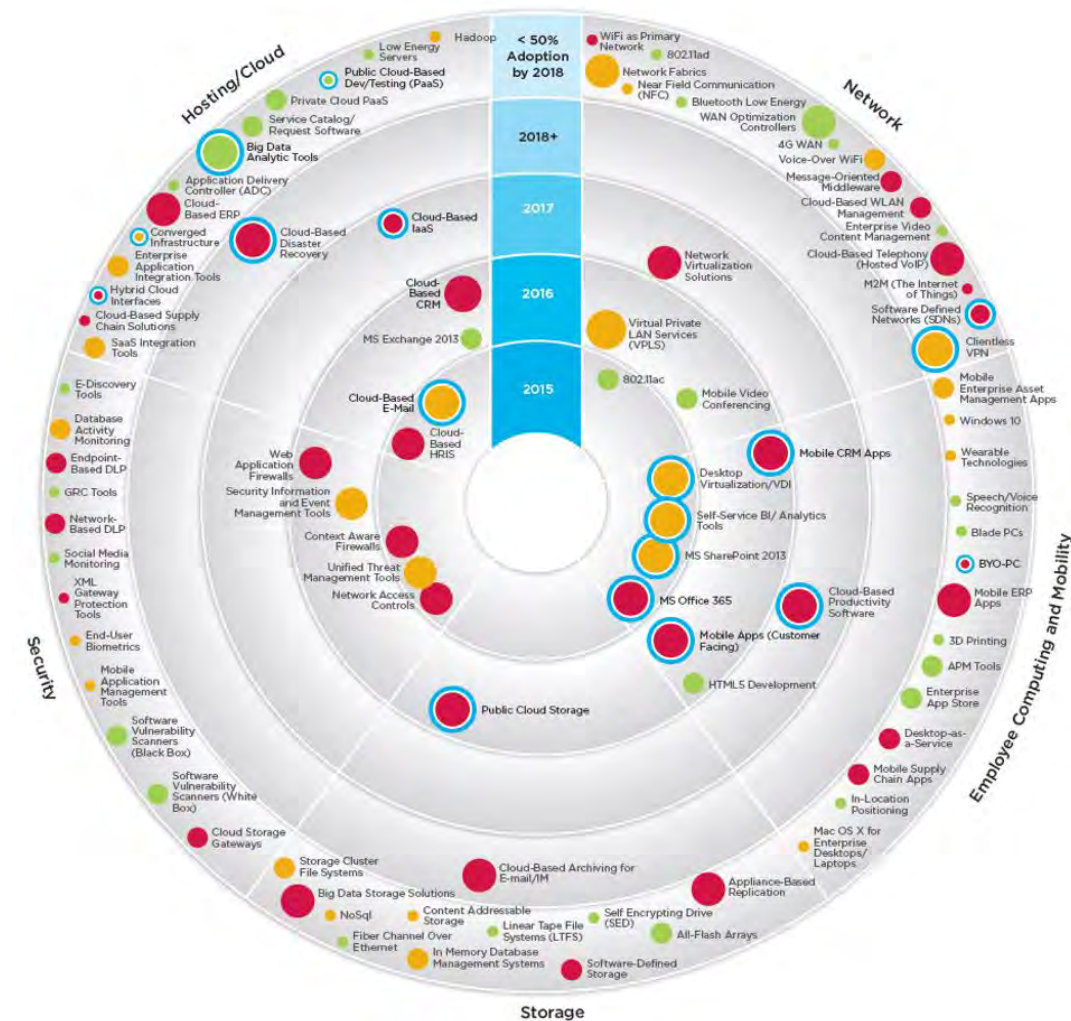 Hosting/Cloud
Network
Employee Computing and Mobility
Storage
Security
< 50%
Adoption
by 2018
2018+
2017
2016
2015
Hadoop
Low Energy
Servers
Public Cloud-Based
Dev/Testing (PaaS)
Private Cloud PaaS
Service Catalog/
Request Software
Big Data
Analytic Tools
Application Delivery
Controller (ADC)
Cloud-
Based ERP
Converged
Infrastructure
Enterprise
Application
Integration Tools
Hybrid Cloud
Interfaces
Cloud-Based Supply
Chain Solutions
SaaS Integration
Tools
Cloud-Based
Disaster
Recovery
Cloud-Based
IaaS
Cloud-
Based
CRM
MS Exchange 2013
Cloud-Based
E-Mail
Cloud-
Based
HRIS
WiFi as Primary
Network
802.11ad
Network Fabrics
Near Field Communication
(NFC)
Bluetooth Low Energy
WAN Optimization
Controllers
4G WAN
Voice-Over WiFi
Message-Oriented
Middleware
Cloud-Based WLAN
Management
Enterprise Video
Content Management
Cloud-Based Telephony
(Hosted VoIP)
M2M (The Internet
of Things)
Software Defined
Networks (SDNs)
Clientless
VPN
Network
Virtualization
Solutions
Virtual Private
LAN Services
(VPLS)
802.11ac
Mobile Video
Conferencing
Mobile
Enterprise Asset
Management Apps
Windows 10
Wearable
Technologies
Speech/Voice
Recognition
Blade PCs
BYO-PC
Mobile ERP
Apps
3D Printing
APM Tools
Enterprise
App Store
Desktop-as-
a-Service
Mobile Supply
Chain Apps
In-Location
Positioning
Mac OS X for
Enterprise
Desktops/
Laptops
Mobile CRM Apps
Desktop
Virtualization/VDI
Self-Service BI/ Analytics
Tools
MS SharePoint 2013
MS Office 365
Cloud-Based
Productivity
Software
Mobile Apps (Customer
Facing)
HTML5 Development
Public Cloud Storage
Appliance-Based
Replication
Cloud-Based Archiving for
E-mail/IM
Self Encrypting Drive
(SED)
All-Flash Arrays
Linear Tape File
Systems (LTFS)
Software-Defined
Storage
Content Addressable
Storage
In Memory Database
Management Systems
NoSql
Fiber Channel Over
Ethernet
Big Data Storage Solutions
Storage Cluster
File Systems
Cloud Storage
Gateways
E-Discovery
Tools
Database
Activity
Monitoring
Endpoint-
Based DLP
GRC Tools
Network-
Based DLP
Social Media
Monitoring
XML
Gateway
Protection
Tools
End-User
Biometrics
Mobile
Application
Management
Tools
Software
Vulnerability
Scanners
(Black Box)
Software
Vulnerability
Scanners (White
Box)
Web
Application
Firewalls
Security Information
and Event
Management Tools
Context Aware
Firewalls
Unified Threat
Management Tools
Network Access
Controls